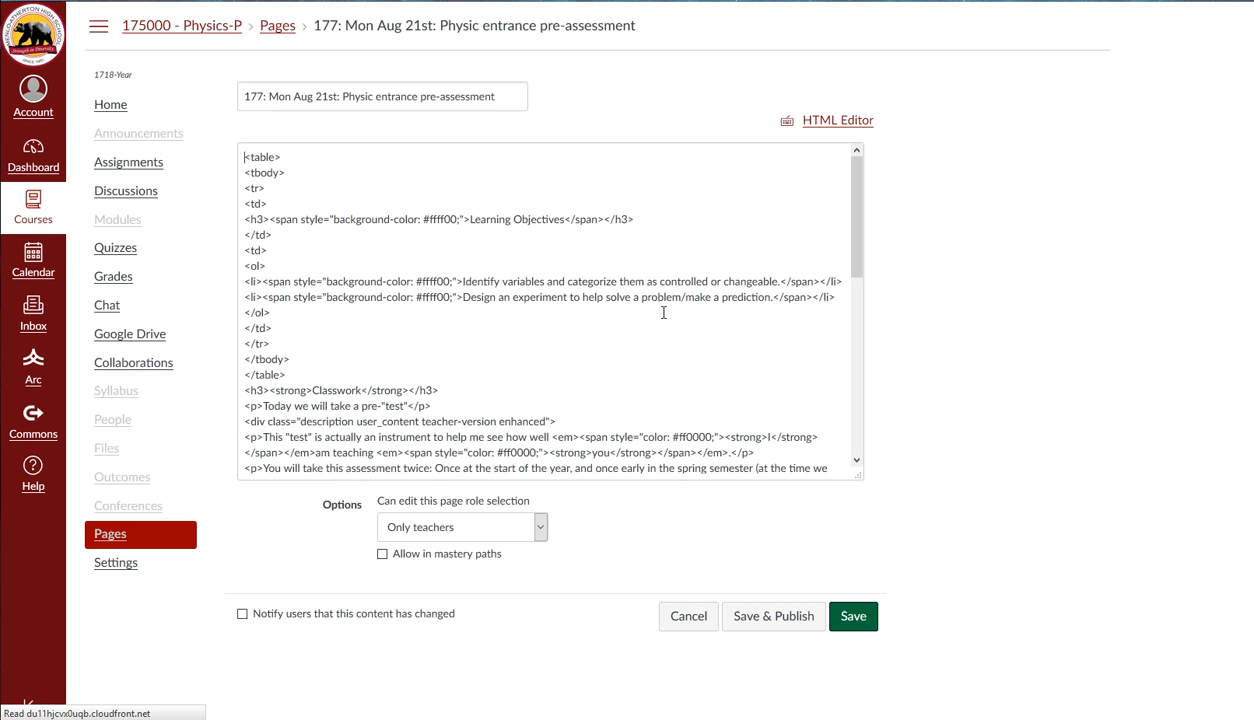 MENLO-ATHERTON HIGH SCHOOL
175000 - Physics-P > Pages > 177: Mon Aug 21st: Physic entrance pre-assessment
Account
Dashboard
Courses
Calendar
Inbox
Arc
Commons
Help
1718-Year
Home
Announcements
Assignments
Discussions
Modules
Quizzes
Grades
Chat
Google Drive
Collaborations
Syllabus
People
Files
Outcomes
Conferences
Pages
Settings
177: Mon Aug 21st: Physic entrance pre-assessment
HTML Editor
<table>
<tbody>
<tr>
<td>
<h3><span style="background-color: #ffff00;">Learning Objectives</span></h3>
</td>
<td>
<ol>
<li><span style="background-color: #ffff00;">Identify variables and categorize them as controlled or changeable.</span></li>
<li><span style="background-color: #ffff00;">Design an experiment to help solve a problem/make a prediction.</span></li>
</ol>
</td>
</tr>
</tbody>
</table>
<h3><strong>Classwork</strong></h3>
<p>Today we will take a pre-"test"</p>
<div class="description user_content teacher-version enhanced">
<p>This "test" is actually an instrument to help me see how well <em><span style="color: #ff0000;"><strong>I</strong>
</span></em>am teaching <em><span style="color: #ff0000;"><strong>you</strong></span></em>.</p>
<p>You will take this assessment twice: Once at the start of the year, and once early in the spring semester (at the time we
Options
Can edit this page role selection
Only teachers
Allow in mastery paths
Notify users that this content has changed
Cancel
Save & Publish
Save
Read du11hjcvx0uqb.cloudfront.net